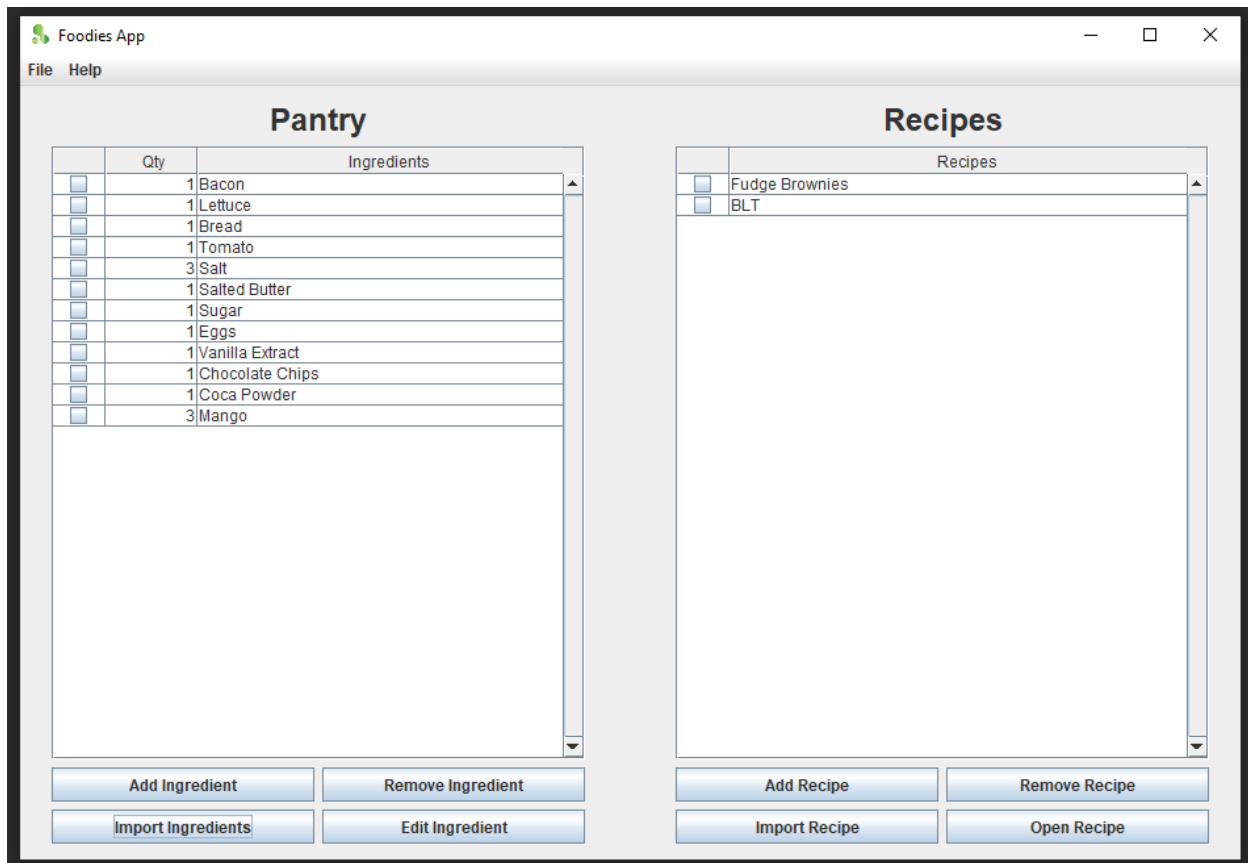 Foodies App
File Help
Pantry
Qty Ingredients
1 Bacon
1 Lettuce
1 Bread
1 Tomato
3 Salt
1 Salted Butter
1 Sugar
1 Eggs
1 Vanilla Extract
1 Chocolate Chips
1 Coca Powder
3 Mango
Add Ingredient Remove Ingredient
Import Ingredients Edit Ingredient
Recipes
Recipes
Fudge Brownies
BLT
Add Recipe Remove Recipe
Import Recipe Open Recipe